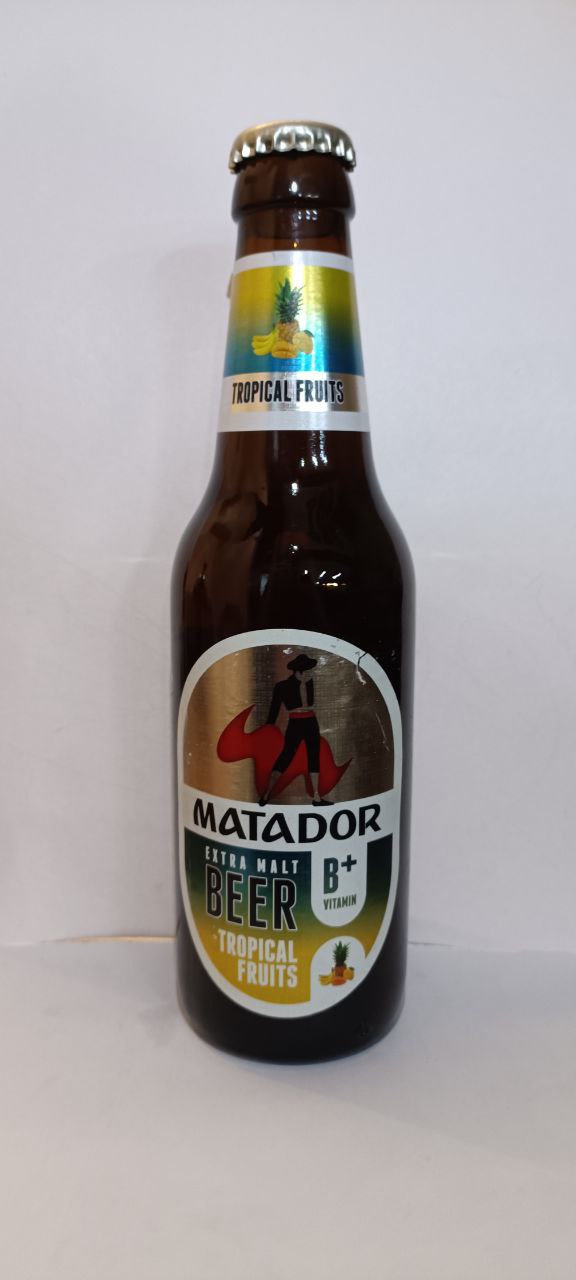 TROPICAL FRUITS
MATADOR
EXTRA MALT
BEER
B+
VITAMIN
TROPICAL
FRUITS